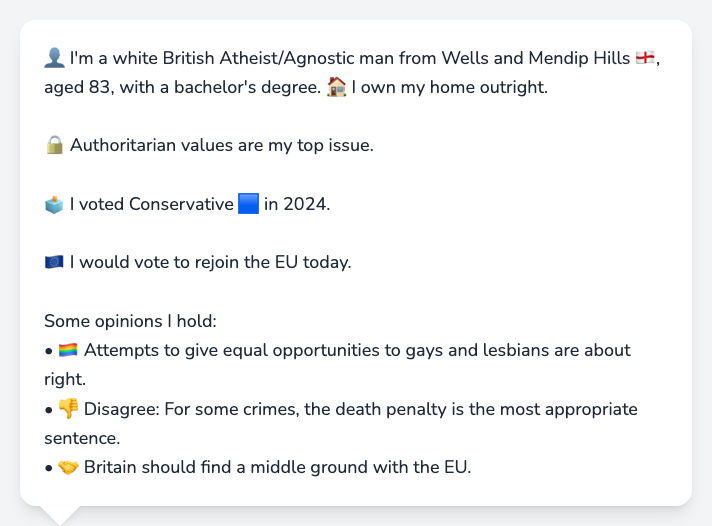 👤 I'm a white British Atheist/Agnostic man from Wells and Mendip Hills 🏴󠁧󠁢󠁥󠁮󠁧󠁿,
aged 83, with a bachelor's degree. 🏠 I own my home outright.
🔒 Authoritarian values are my top issue.
🗳️ I voted Conservative 🟦 in 2024.
🇪🇺 I would vote to rejoin the EU today.
Some opinions I hold:
• 🏳️‍🌈 Attempts to give equal opportunities to gays and lesbians are about
right.
• 👎 Disagree: For some crimes, the death penalty is the most appropriate
sentence.
• 🤝 Britain should find a middle ground with the EU.